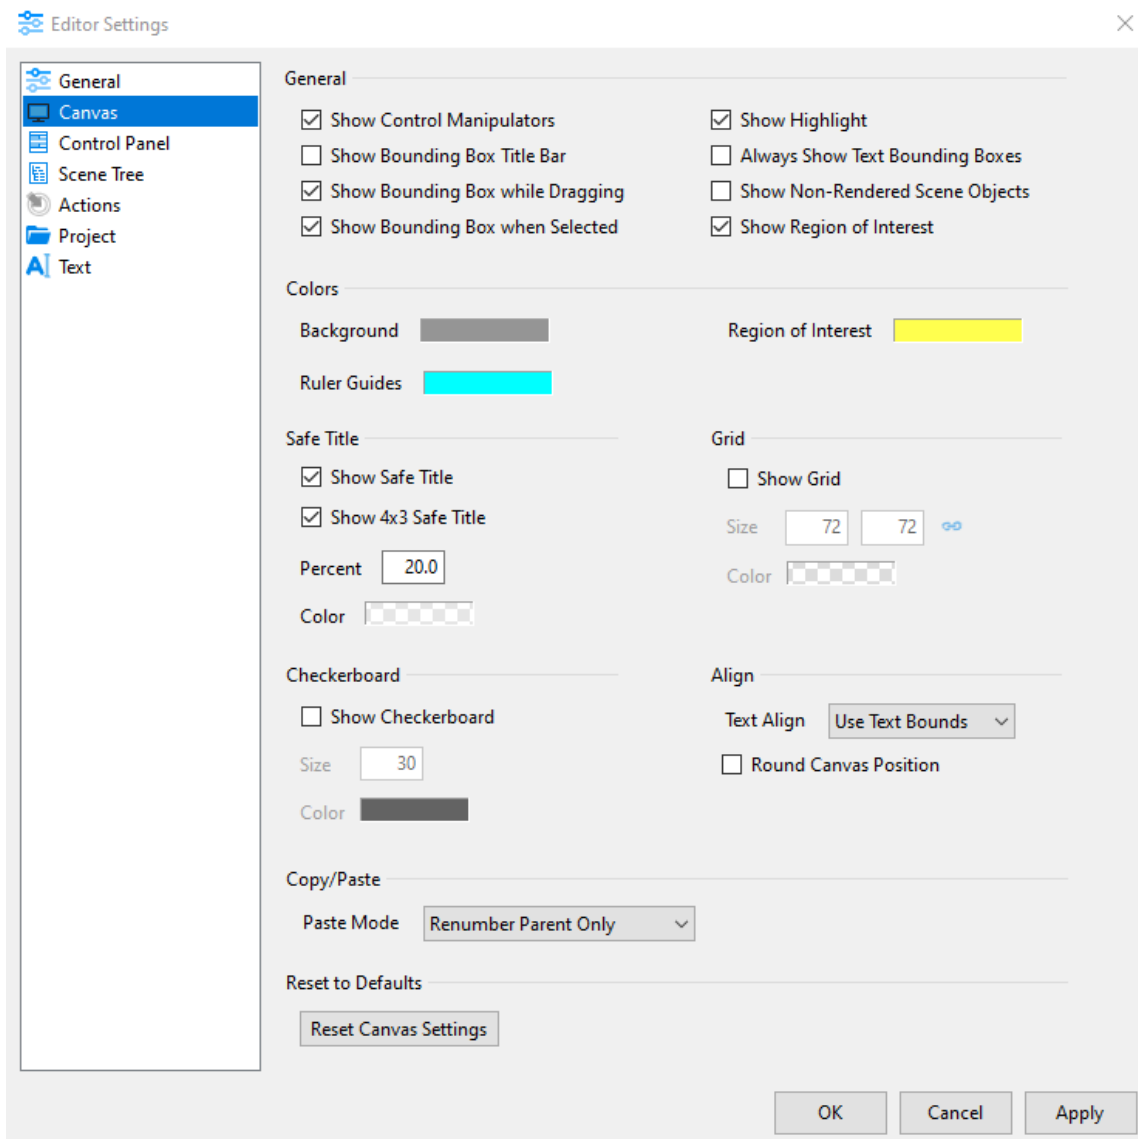 Editor Settings
General
Canvas
Control Panel
Scene Tree
Actions
Project
Text
General
Show Control Manipulators
Show Highlight
Show Bounding Box Title Bar
Always Show Text Bounding Boxes
Show Bounding Box while Dragging
Show Non-Rendered Scene Objects
Show Bounding Box when Selected
Show Region of Interest
Colors
Background
Region of Interest
Ruler Guides
Safe Title
Show Safe Title
Show 4x3 Safe Title
Percent 20.0
Color
Grid
Show Grid
Size 72 72
Color
Checkerboard
Show Checkerboard
Size 30
Color
Align
Text Align Use Text Bounds
Round Canvas Position
Copy/Paste
Paste Mode Renumber Parent Only
Reset to Defaults
Reset Canvas Settings
OK Cancel Apply